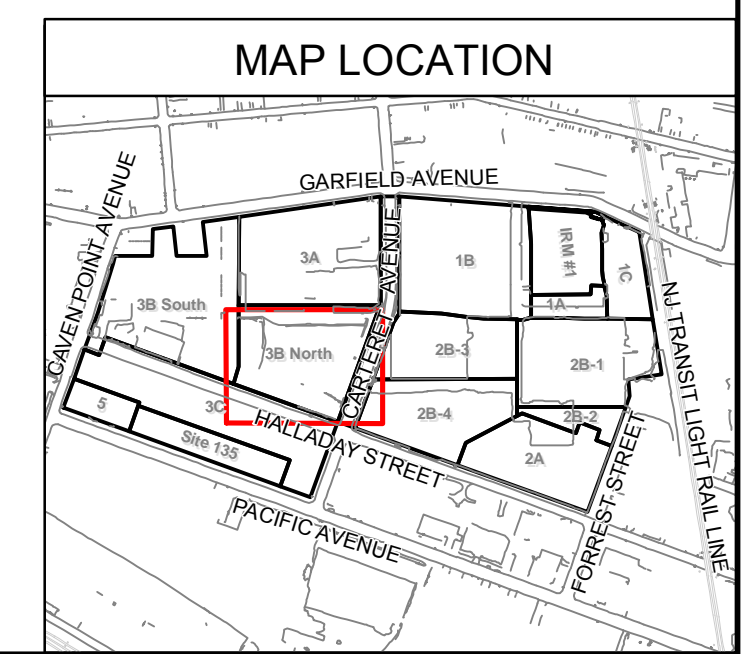 MAP LOCATION
GARFIELD AVENUE
CAVEN POINT AVENUE
CARTERET AVENUE
3A
1B
IRM #1
1C
1A
3B South
3B North
2B-3
2B-1
NJ TRANSIT LIGHT RAIL LINE
5
3C
HALLADAY STREET
2B-4
2B-2
Site 135
2A
FORREST STREET
PACIFIC AVENUE